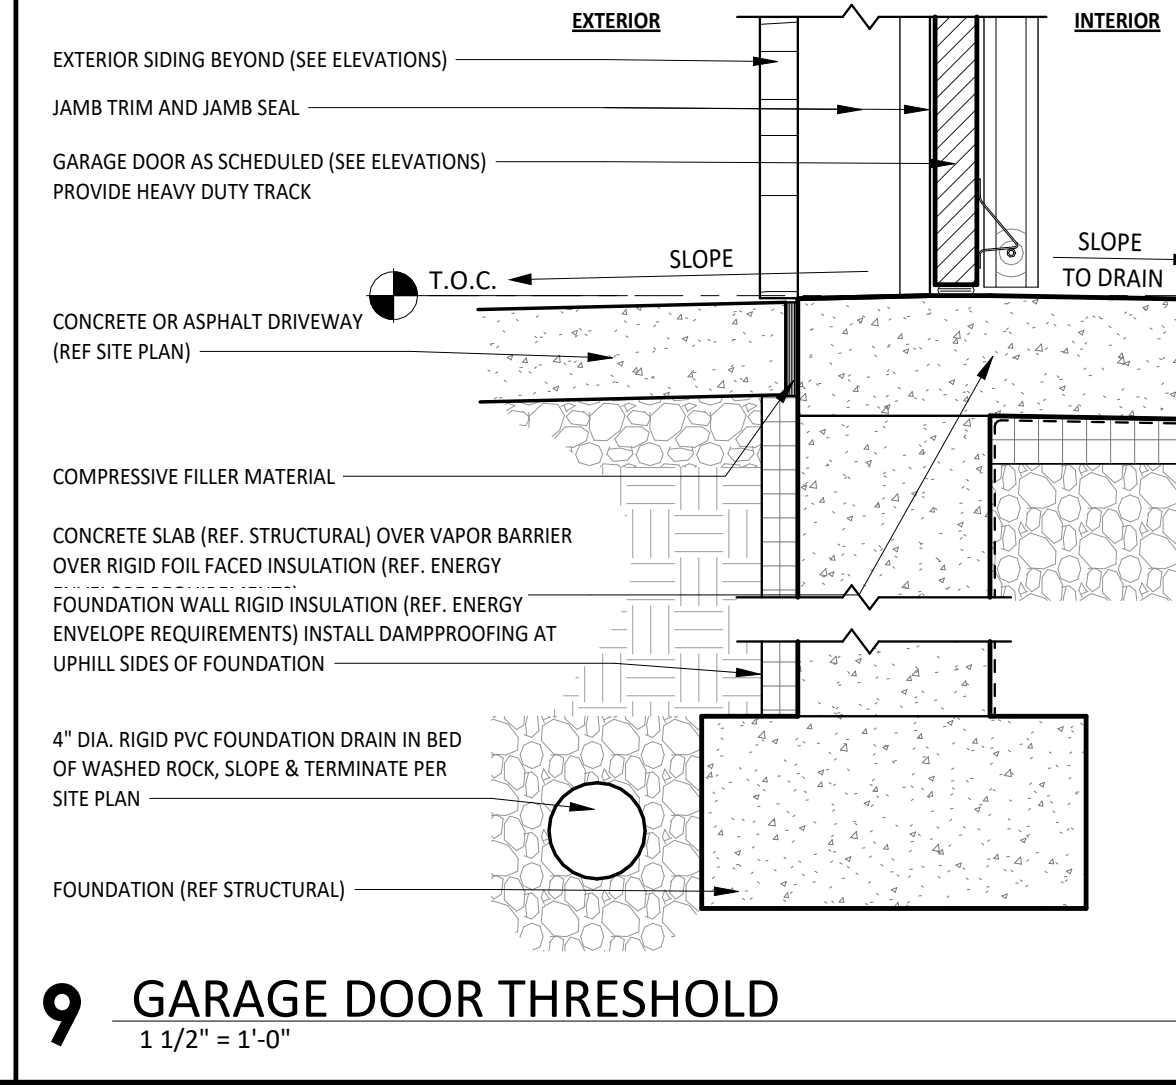 EXTERIOR
INTERIOR
EXTERIOR SIDING BEYOND (SEE ELEVATIONS)
JAMB TRIM AND JAMB SEAL
GARAGE DOOR AS SCHEDULED (SEE ELEVATIONS)
PROVIDE HEAVY DUTY TRACK
SLOPE
SLOPE
TO DRAIN
T.O.C.
CONCRETE OR ASPHALT DRIVEWAY
(REF SITE PLAN)
COMPRESSIVE FILLER MATERIAL
CONCRETE SLAB (REF. STRUCTURAL) OVER VAPOR BARRIER
OVER RIGID FOIL FACED INSULATION (REF. ENERGY
FOUNDATION WALL RIGID INSULATION (REF. ENERGY
ENVELOPE REQUIREMENTS) INSTALL DAMPPROOFING AT
UPHILL SIDES OF FOUNDATION
4" DIA. RIGID PVC FOUNDATION DRAIN IN BED
OF WASHED ROCK, SLOPE & TERMINATE PER
SITE PLAN
FOUNDATION (REF STRUCTURAL)
9 GARAGE DOOR THRESHOLD
1 1/2" = 1'-0"